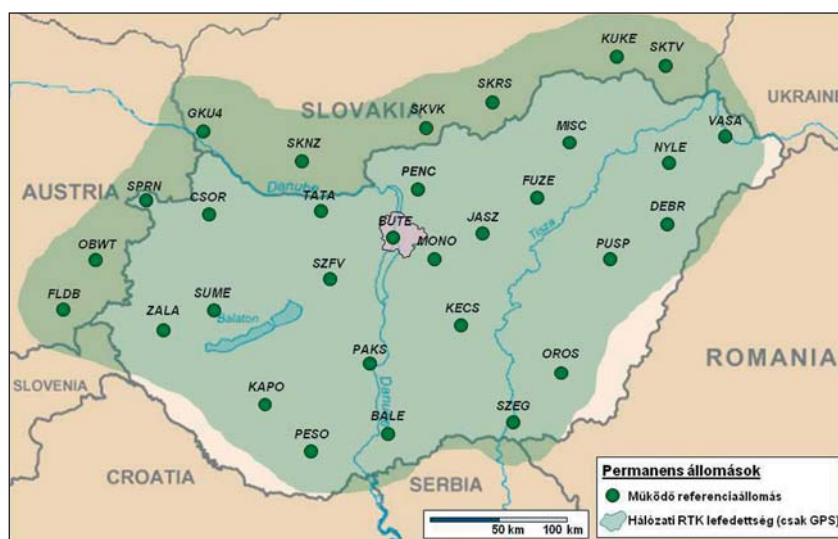 KUKE
SKTV
SKRS
SLOVAKIA
UKRAINE
GKU4
SKVK
MISC
VASA
SKNZ
NYLE
PENC
AUSTRIA
SPRN
Danube
FUZE
CSOR
TATA
DEBR
BUTE
JASZ
Tisza
MONO
OBWT
PUSP
SZFV
FLDB
SUME
ZALA
Balaton
KECS
ROMANIA
PAKS
OROS
SLOVENIA
KAPO
Danube
SZEG
BALE
PESO
CROATIA
SERBIA
Permanens állomások
Működő referenciaállomás
Hálózati RTK lefedettség (csak GPS)
50 km
100 km